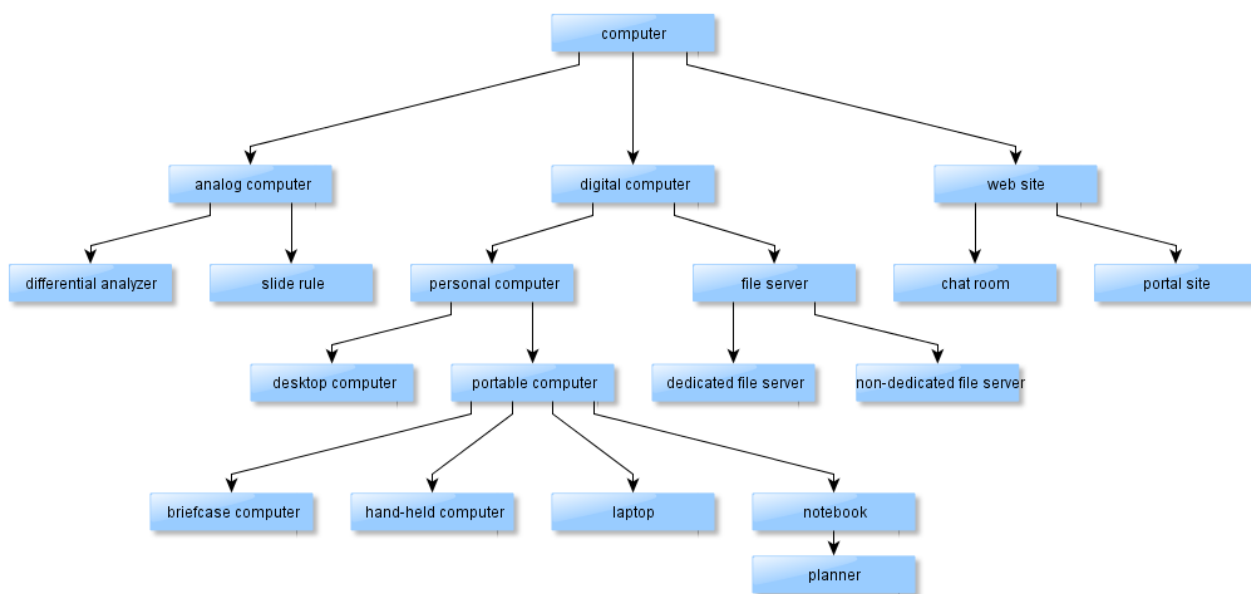 computer
analog computer
digital computer
web site
differential analyzer
slide rule
personal computer
file server
chat room
portal site
desktop computer
portable computer
dedicated file server
non-dedicated file server
briefcase computer
hand-held computer
laptop
notebook
planner